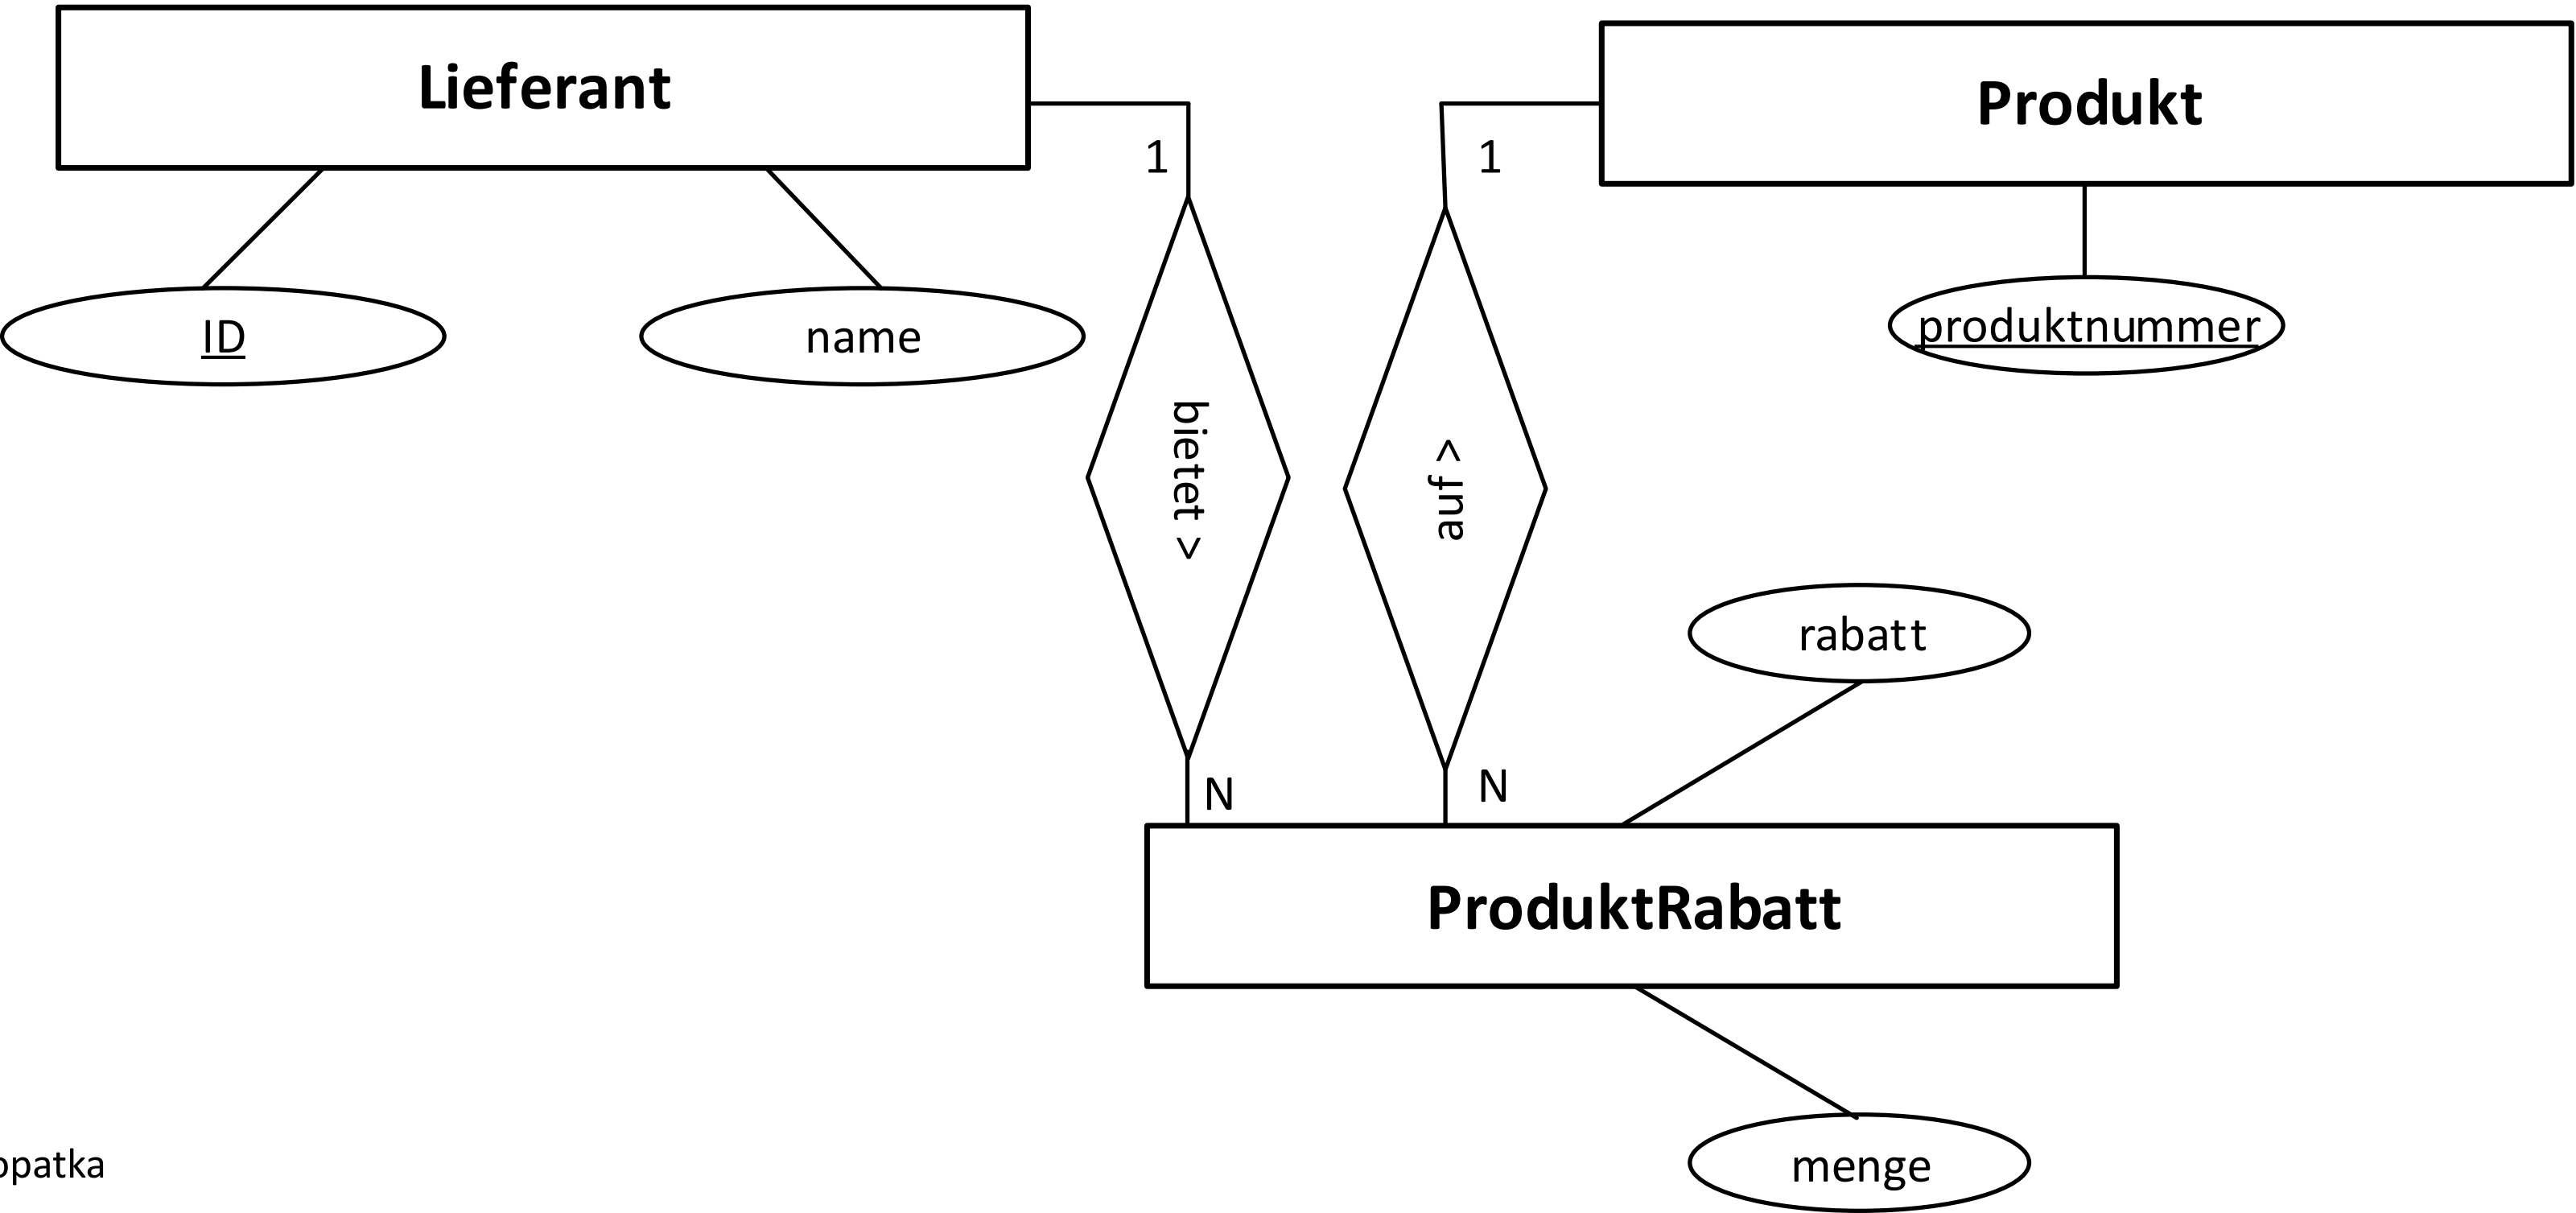 Lieferant
Produkt
1
1
ID
name
produktnummer
bietet >
auf >
rabatt
N
N
ProduktRabatt
menge